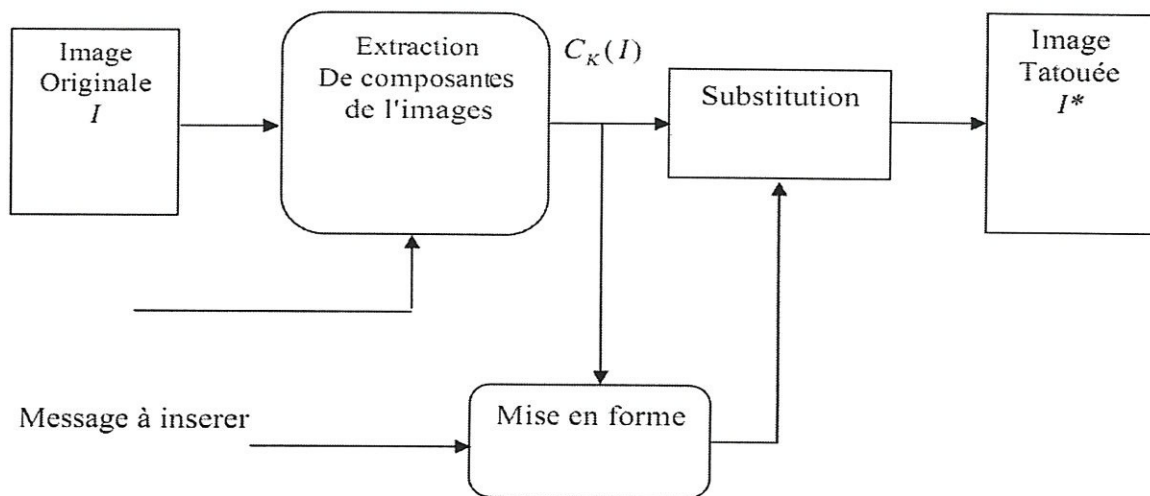 Image
Originale
I
Extraction
De composantes
de l'images
C_K(I)
Substitution
Image
Tatouée
I*
Message à inserer
Mise en forme